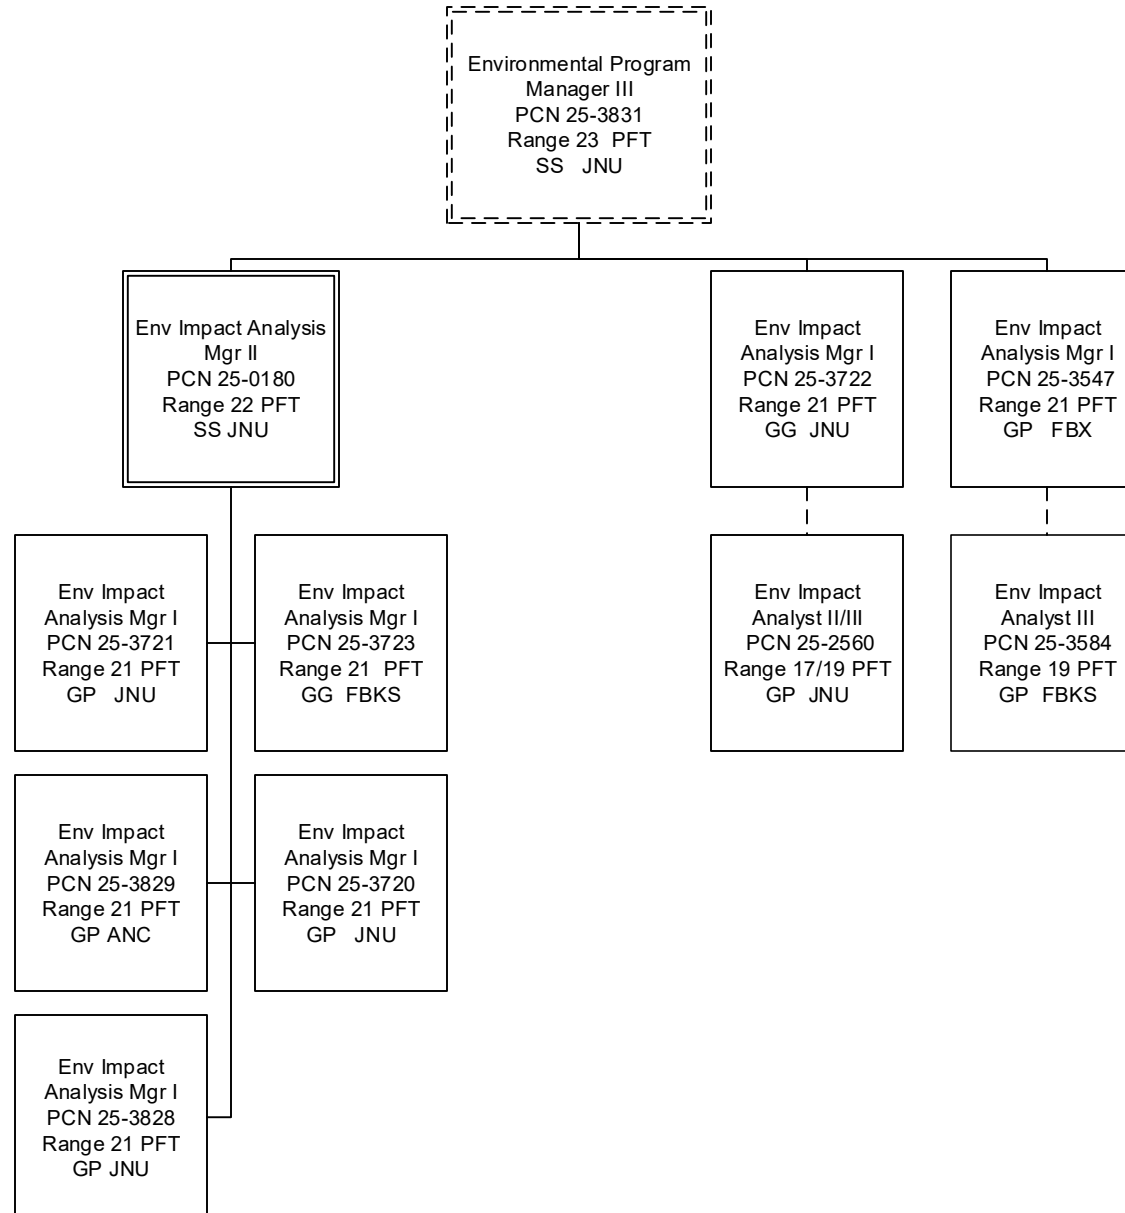 Environmental Program
Manager III
PCN 25-3831
Range 23  PFT
SS   JNU
Env Impact Analysis
Mgr II
PCN 25-0180
Range 22 PFT
SS JNU
Env Impact
Analysis Mgr I
PCN 25-3722
Range 21 PFT
GG  JNU
Env Impact
Analysis Mgr I
PCN 25-3547
Range 21 PFT
GP   FBX
Env Impact
Analysis Mgr I
PCN 25-3721
Range 21 PFT
GP   JNU
Env Impact
Analysis Mgr I
PCN 25-3723
Range 21  PFT
GG  FBKS
Env Impact
Analyst II/III
PCN 25-2560
Range 17/19 PFT
GP  JNU
Env Impact
Analyst III
PCN 25-3584
Range 19 PFT
GP  FBKS
Env Impact
Analysis Mgr I
PCN 25-3829
Range 21 PFT
GP ANC
Env Impact
Analysis Mgr I
PCN 25-3720
Range 21 PFT
GP   JNU
Env Impact
Analysis Mgr I
PCN 25-3828
Range 21 PFT
GP JNU